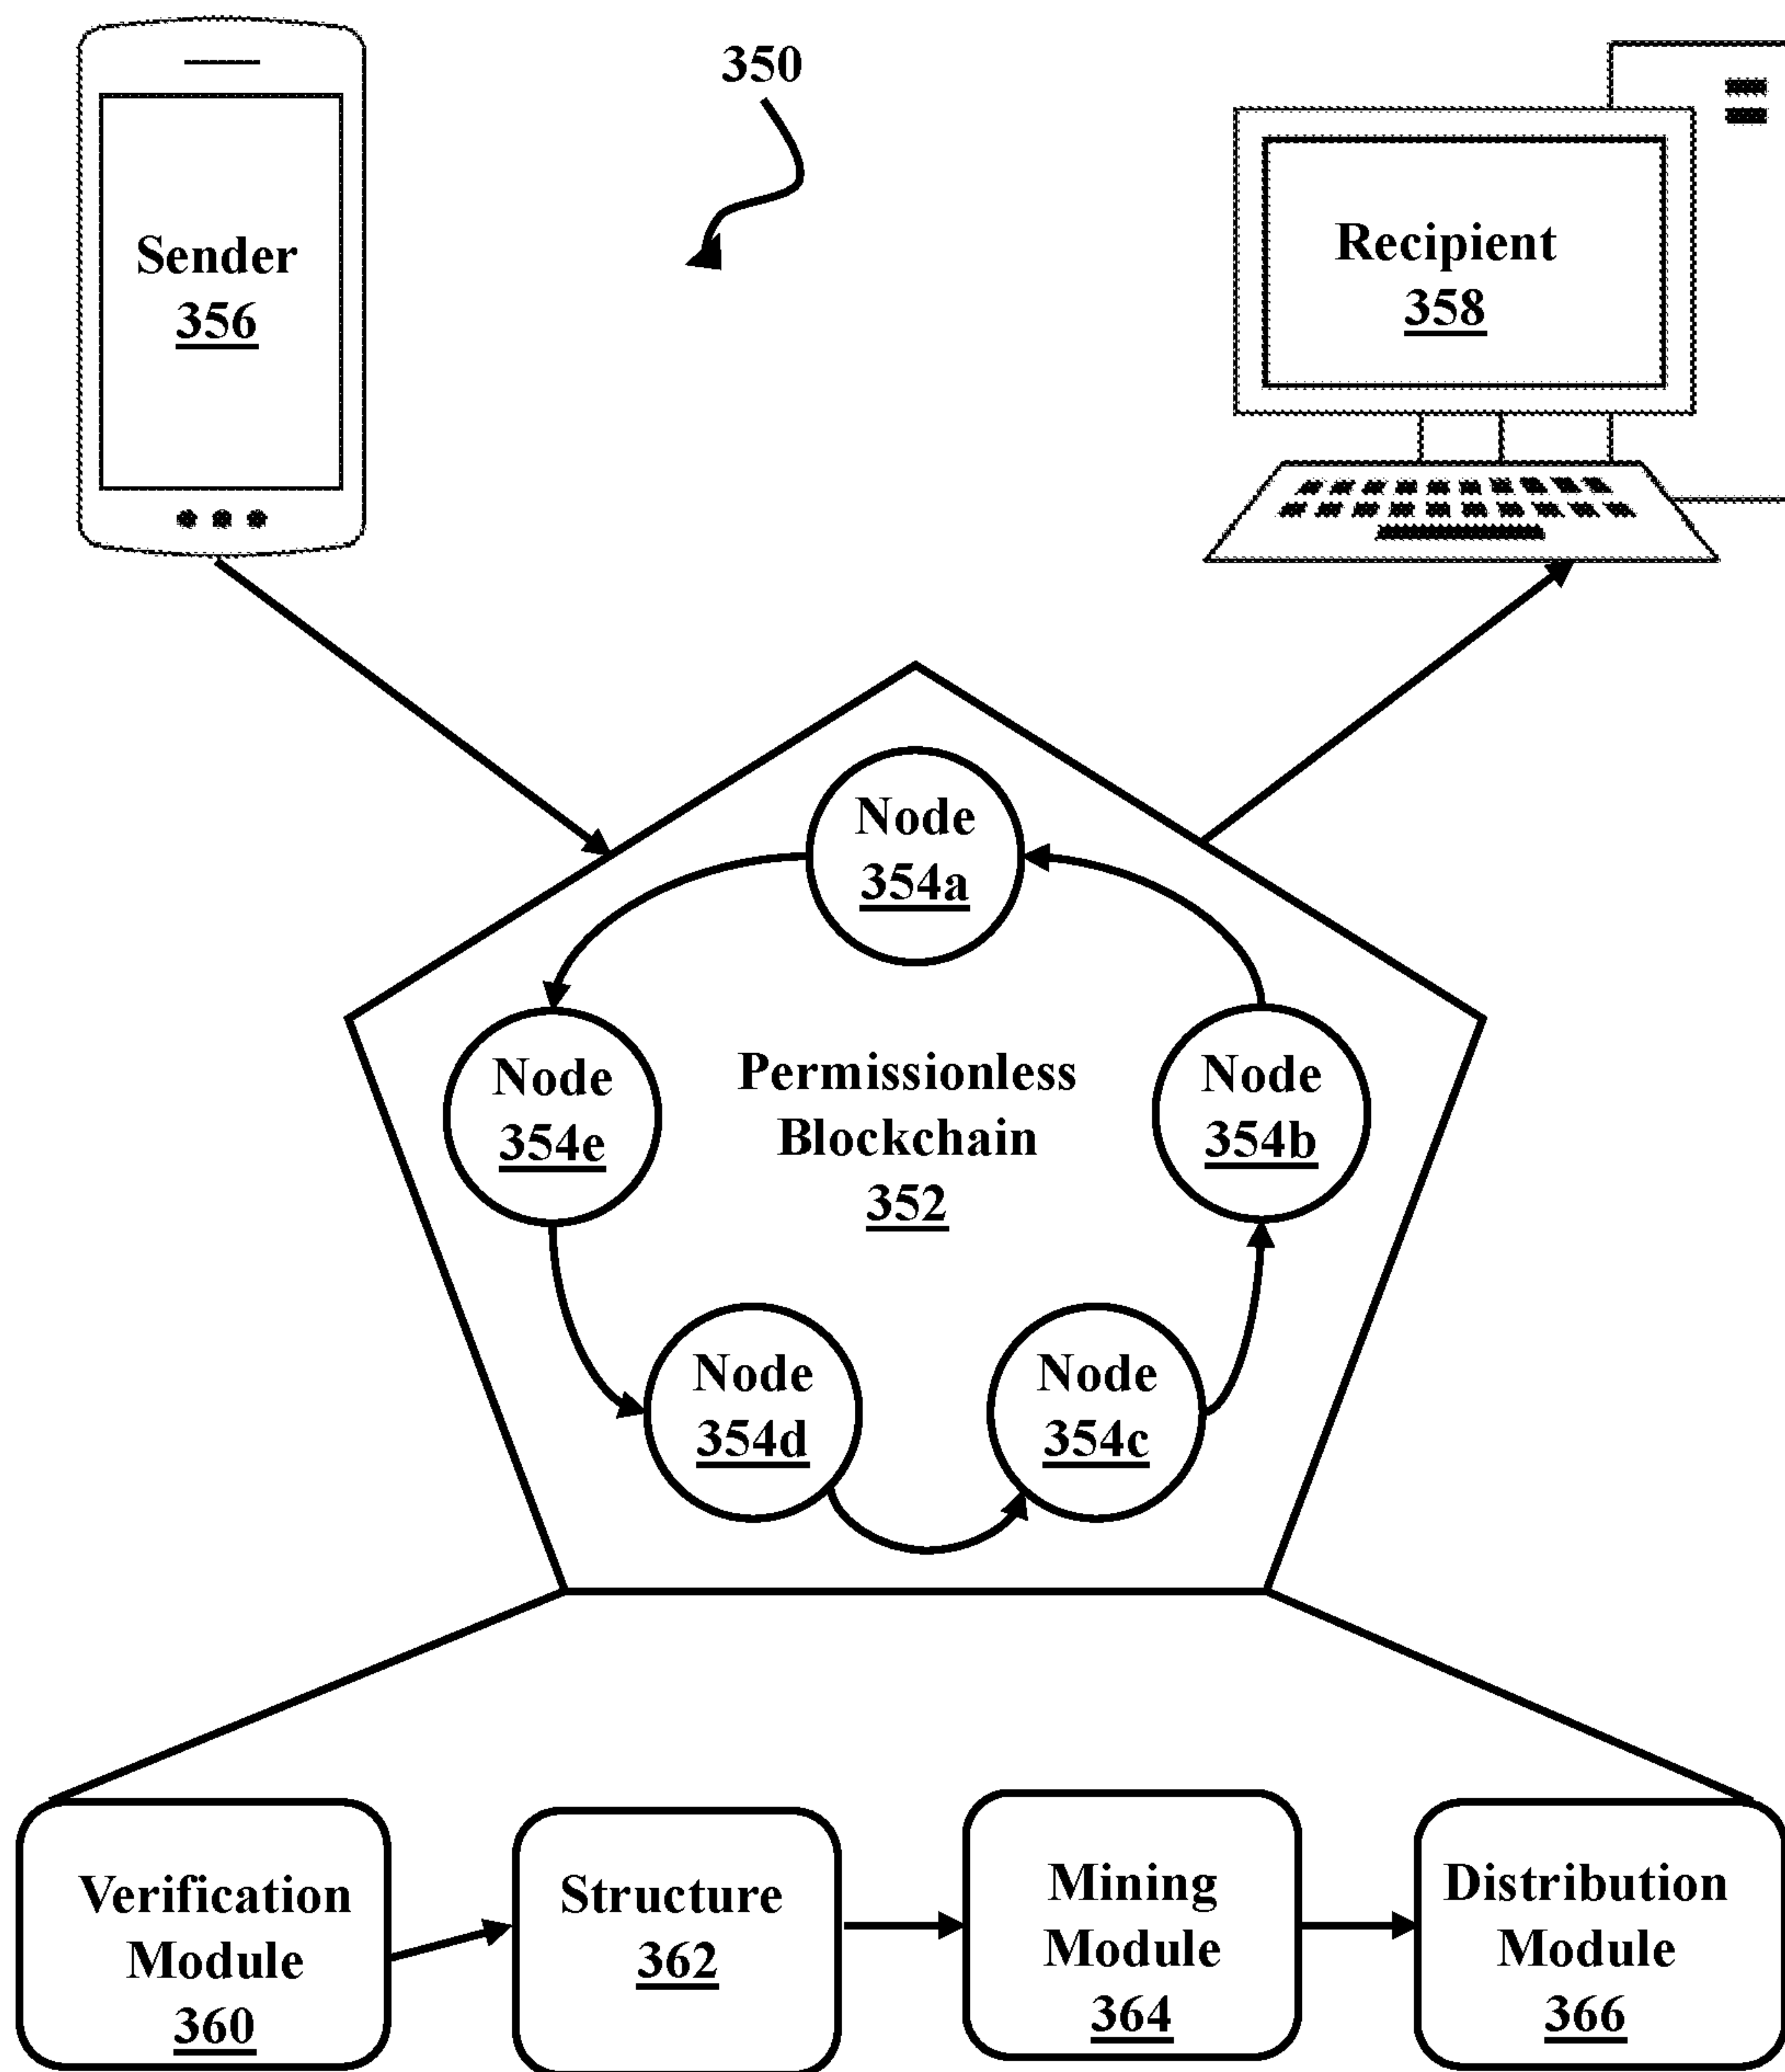 350
Sender
356
Recipient
358
Node
354a
Node
354e
Permissionless
Blockchain
352
Node
354b
Node
354d
Node
354c
Verification
Module
360
Structure
362
Mining
Module
364
Distribution
Module
366